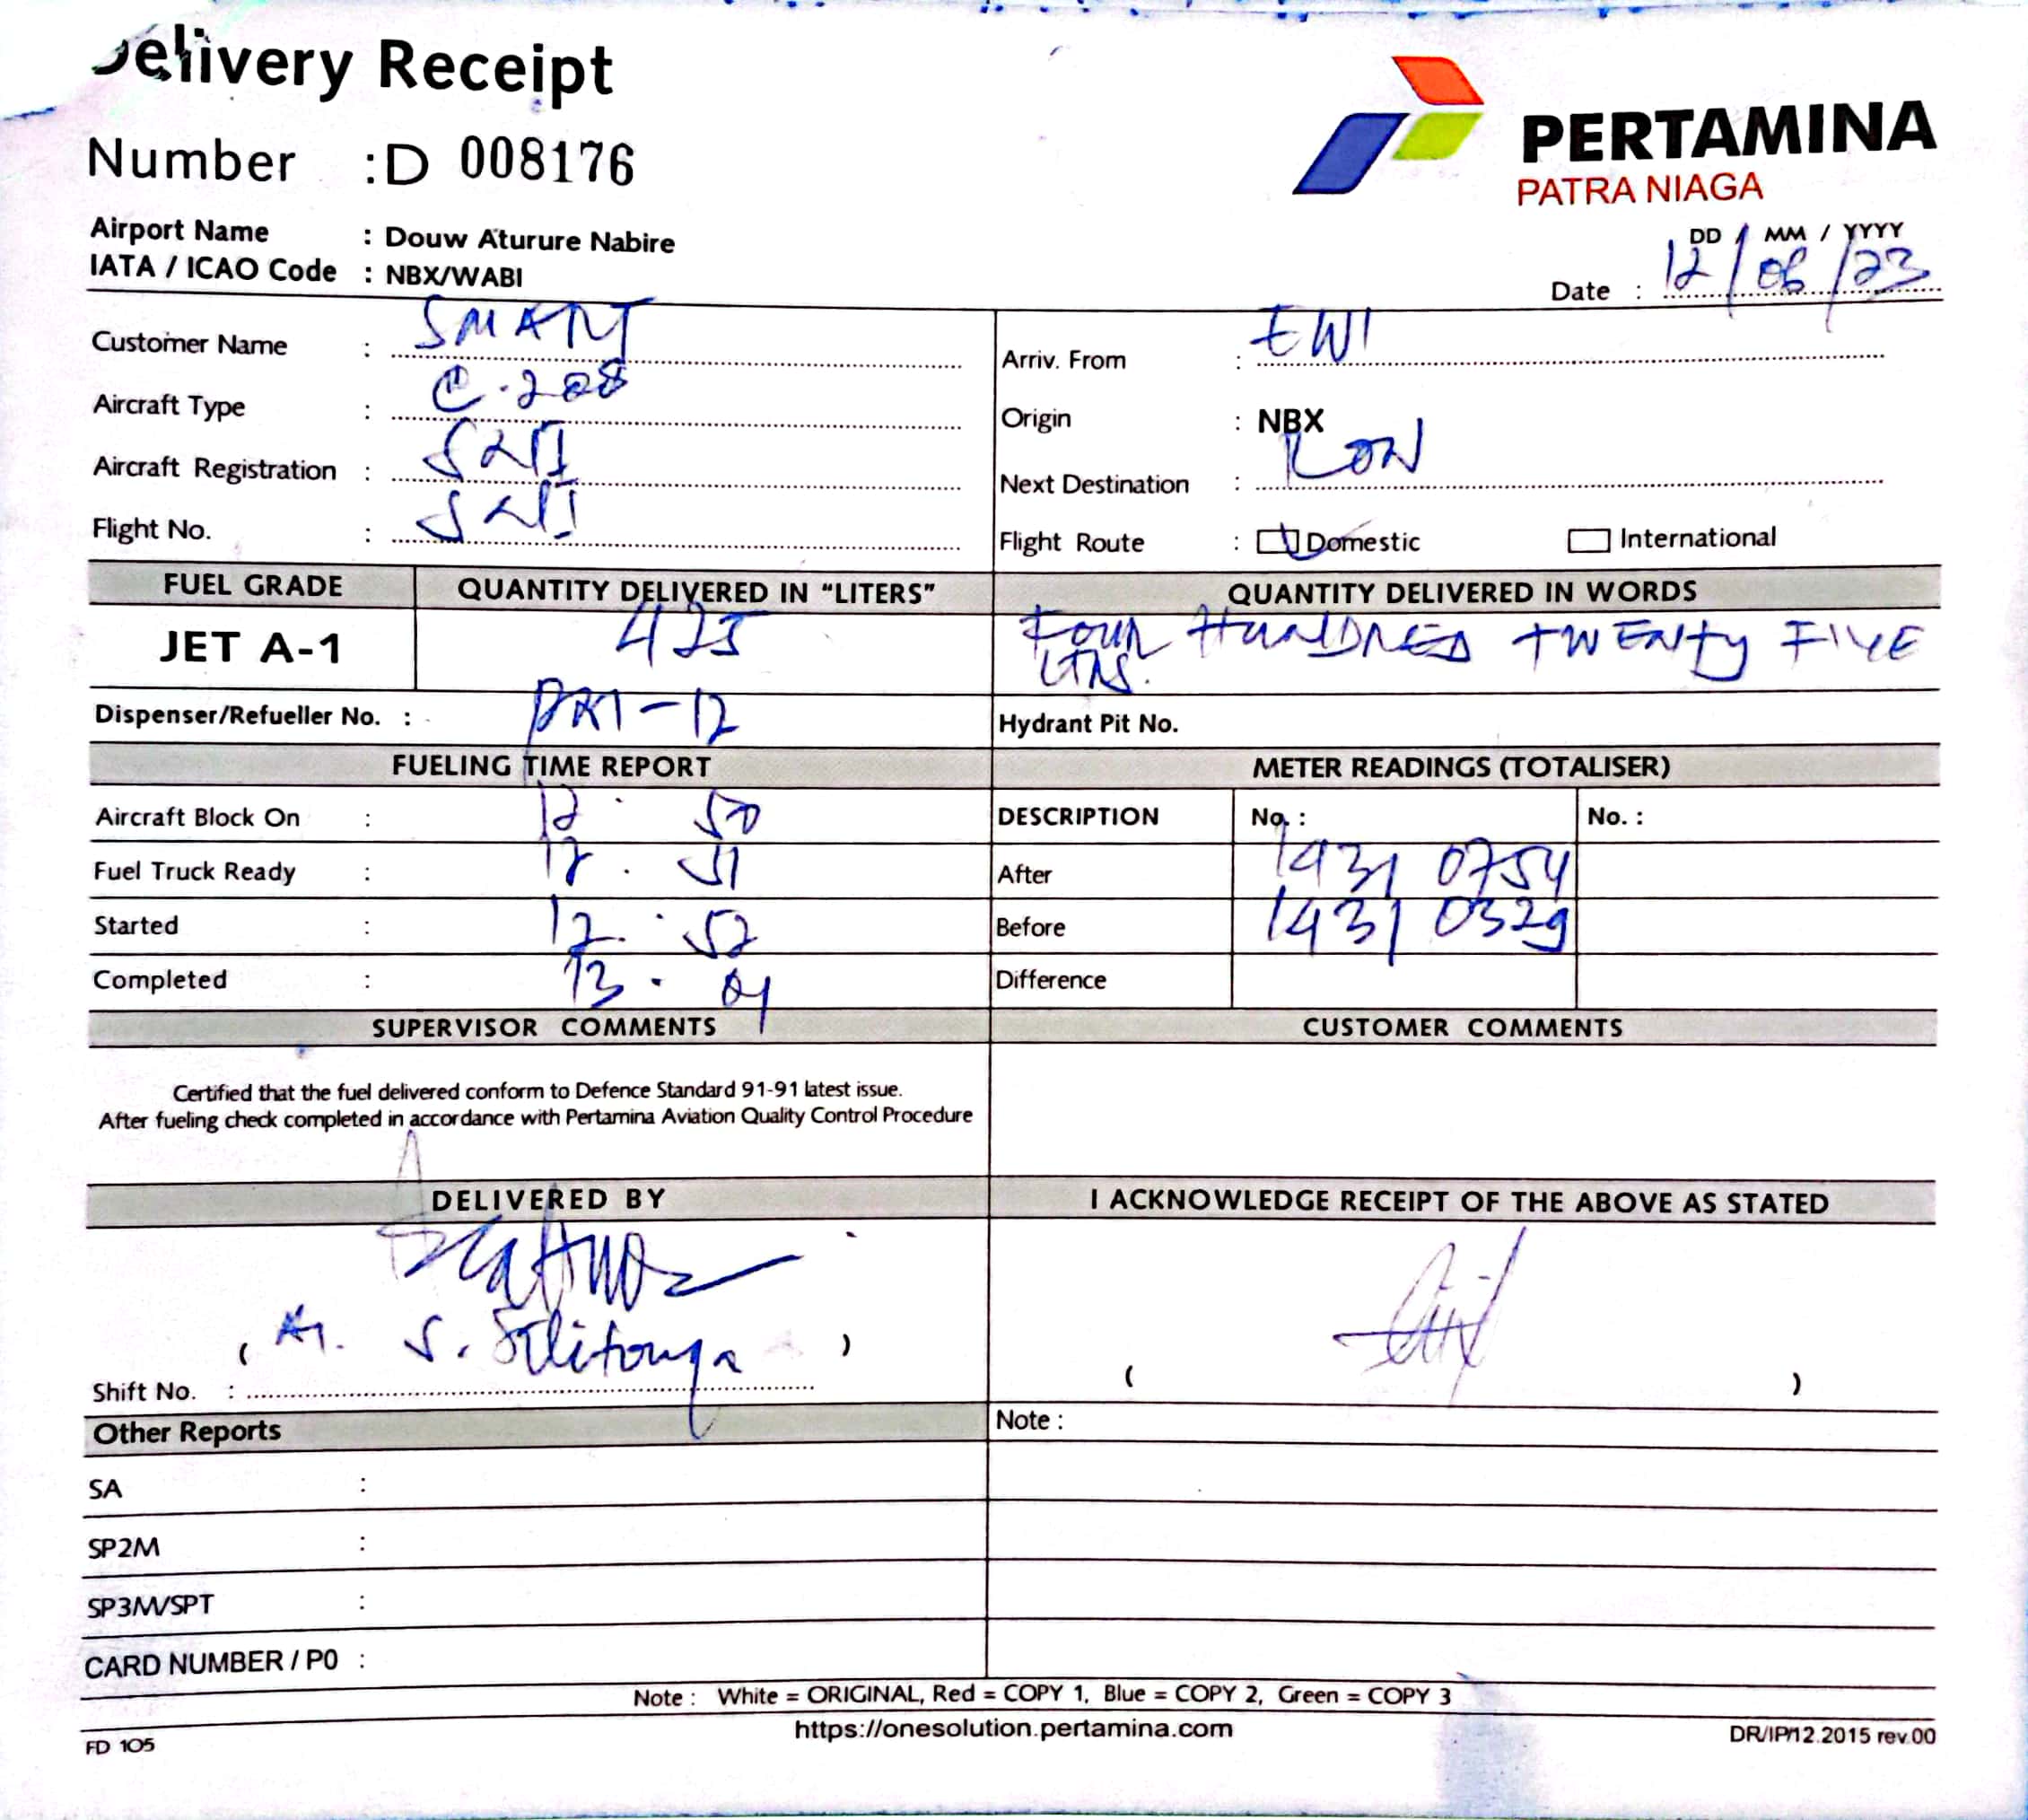 Delivery Receipt
Number : D 008176
PERTAMINA
PATRA NIAGA
Airport Name : Douw Aturure Nabire
IATA / ICAO Code : NBX/WABI
DD / MM / YYYY
Date : 12/06/23
Customer Name : SMART
Aircraft Type : C.208
Aircraft Registration :
Flight No. :
Arriv. From : EWI
Origin : NBX
Next Destination : RON
Flight Route : Domestic International
FUEL GRADE QUANTITY DELIVERED IN "LITERS" QUANTITY DELIVERED IN WORDS
JET A-1 425 FOUR HUNDRED TWENTY FIVE
LTRS.
Dispenser/Refueller No. : Hydrant Pit No.
FUELING TIME REPORT METER READINGS (TOTALISER)
Aircraft Block On : 12 . 50 DESCRIPTION No. : No. :
Fuel Truck Ready : 12 . 51 After 1931 0754
Started : 12 : 52 Before 1931 0329
Completed : 13 . 01 Difference
SUPERVISOR COMMENTS CUSTOMER COMMENTS
Certified that the fuel delivered conform to Defence Standard 91-91 latest issue.
After fueling check completed in accordance with Pertamina Aviation Quality Control Procedure
DELIVERED BY I ACKNOWLEDGE RECEIPT OF THE ABOVE AS STATED
( S. Silitonga ) ( )
Shift No. :
Other Reports Note :
SA :
SP2M :
SP3M/SPT :
CARD NUMBER / P0 :
Note : White = ORIGINAL, Red = COPY 1, Blue = COPY 2, Green = COPY 3
https://onesolution.pertamina.com
FD 105 DR/IP/12.2015 rev.00